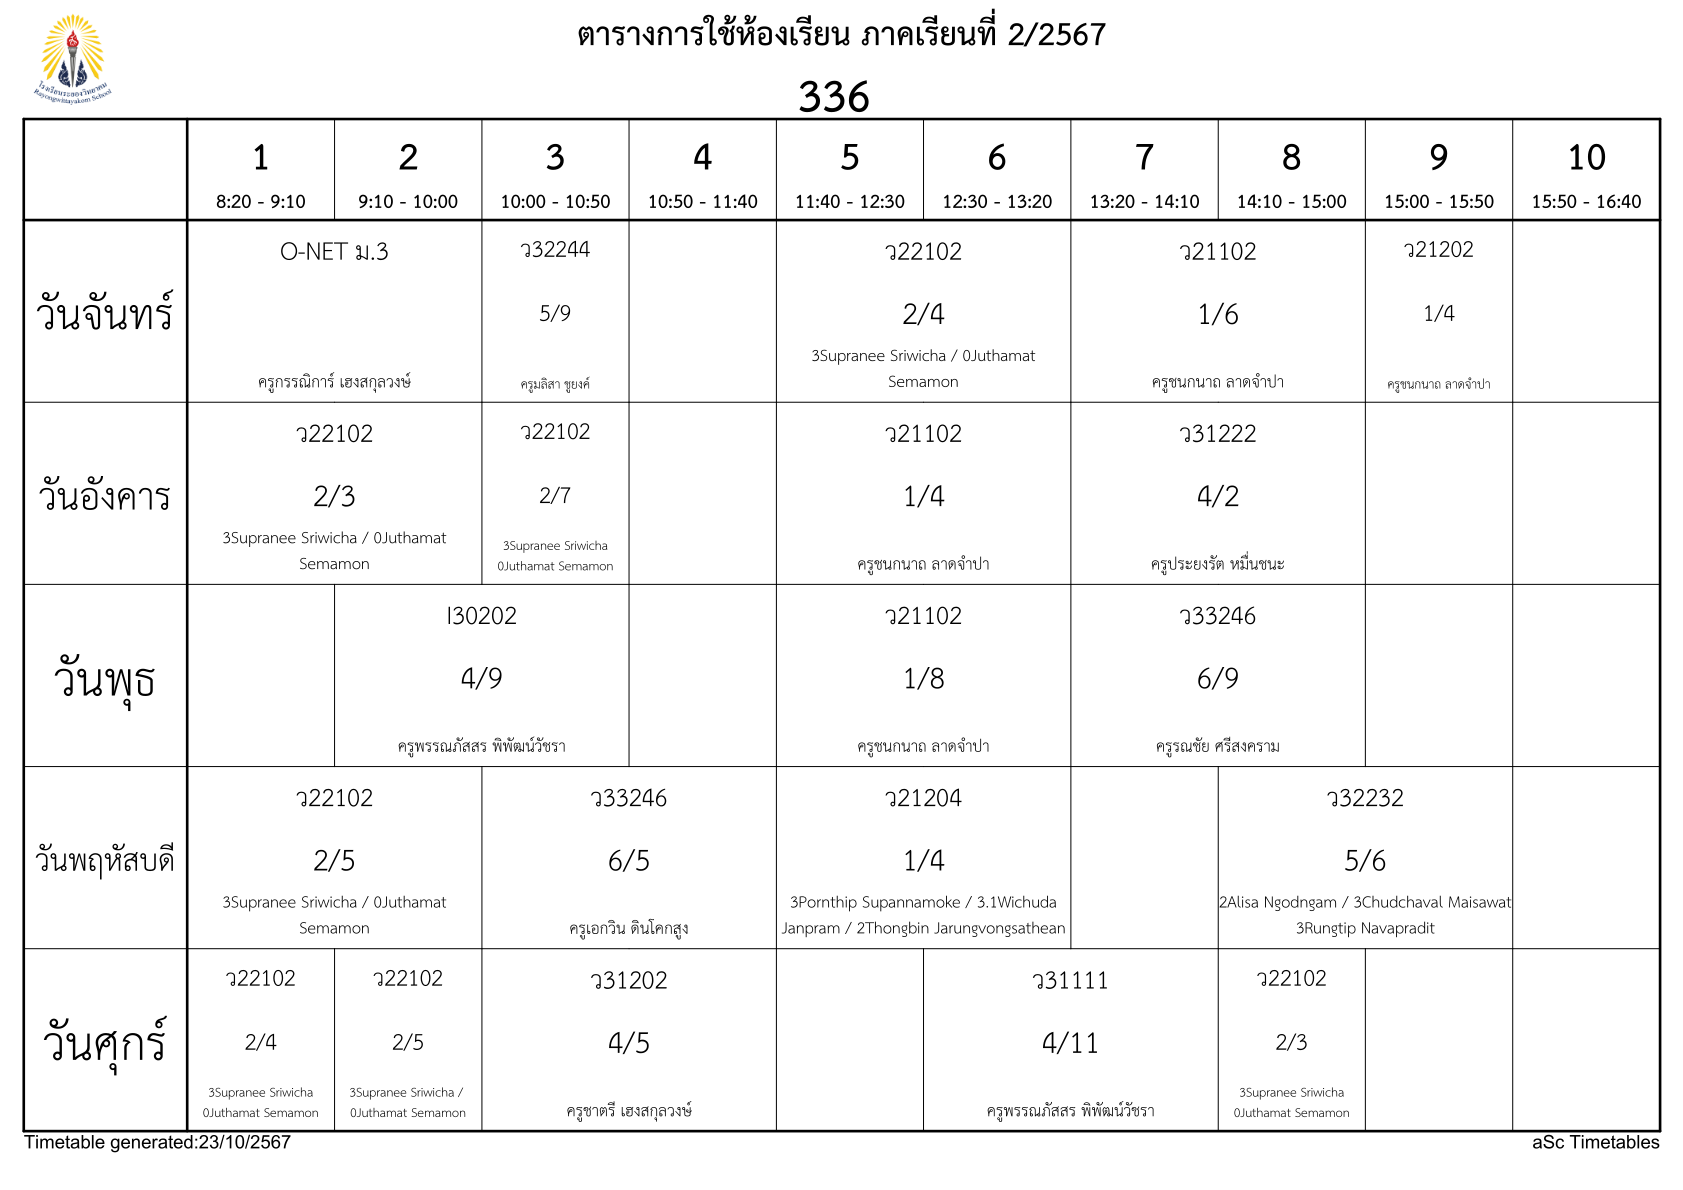 ตารางการใช้ห้องเรียน ภาคเรียนที่ 2/2567
โรงเรียนระยองวิทยาคม
Rayongwittayakom School
336
1 2 3 4 5 6 7 8 9 10
8:20 - 9:10 9:10 - 10:00 10:00 - 10:50 10:50 - 11:40 11:40 - 12:30 12:30 - 13:20 13:20 - 14:10 14:10 - 15:00 15:00 - 15:50 15:50 - 16:40
วันจันทร์
O-NET ม.3
ครูกรรณิการ์ เฮงสกุลวงษ์
ว32244
5/9
ครูมลิสา ชูยงค์
ว22102
2/4
3Supranee Sriwicha / 0Juthamat
Semamon
ว21102
1/6
ครูชนกนาถ ลาดจำปา
ว21202
1/4
ครูชนกนาถ ลาดจำปา
วันอังคาร
ว22102
2/3
3Supranee Sriwicha / 0Juthamat
Semamon
ว22102
2/7
3Supranee Sriwicha
0Juthamat Semamon
ว21102
1/4
ครูชนกนาถ ลาดจำปา
ว31222
4/2
ครูประยงรัต หมื่นชนะ
วันพุธ
I30202
4/9
ครูพรรณภัสสร พิพัฒน์วัชรา
ว21102
1/8
ครูชนกนาถ ลาดจำปา
ว33246
6/9
ครูรณชัย ศรีสงคราม
วันพฤหัสบดี
ว22102
2/5
3Supranee Sriwicha / 0Juthamat
Semamon
ว33246
6/5
ครูเอกวิน ดินโคกสูง
ว21204
1/4
3Pornthip Supannamoke / 3.1Wichuda
Janpram / 2Thongbin Jarungvongsathean
ว32232
5/6
2Alisa Ngodngam / 3Chudchaval Maisawat
3Rungtip Navapradit
วันศุกร์
ว22102
2/4
3Supranee Sriwicha
0Juthamat Semamon
ว22102
2/5
3Supranee Sriwicha /
0Juthamat Semamon
ว31202
4/5
ครูชาตรี เฮงสกุลวงษ์
ว31111
4/11
ครูพรรณภัสสร พิพัฒน์วัชรา
ว22102
2/3
3Supranee Sriwicha
0Juthamat Semamon
Timetable generated:23/10/2567
aSc Timetables